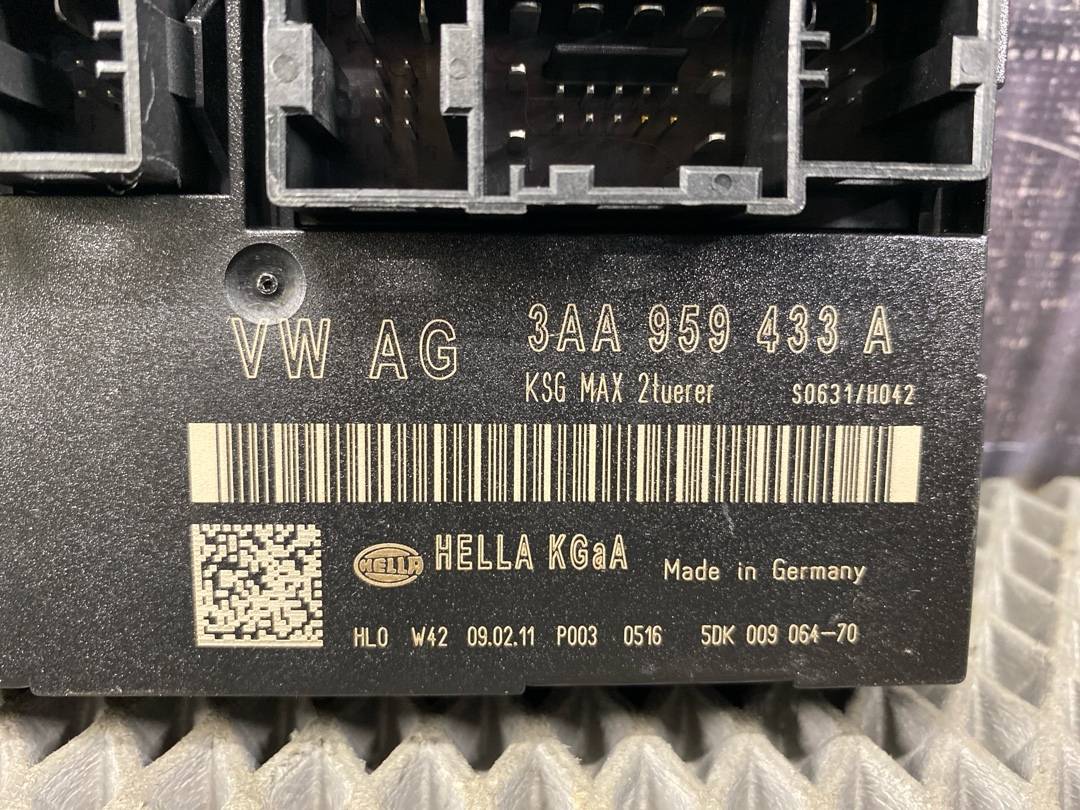 VW AG 3AA 959 433 A
KSG MAX 2tuerer S0631/H042
HELLA HELLA KGaA Made in Germany
HLO W42 09.02.11 P003 0516 5DK 009 064-70